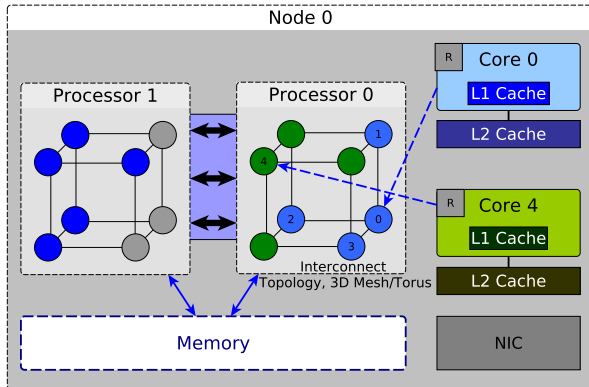 Node 0
Processor 1
Processor 0
R
Core 0
L1 Cache
L2 Cache
1
4
2
0
3
R
Core 4
L1 Cache
L2 Cache
Interconnect
Topology, 3D Mesh/Torus
Memory
NIC